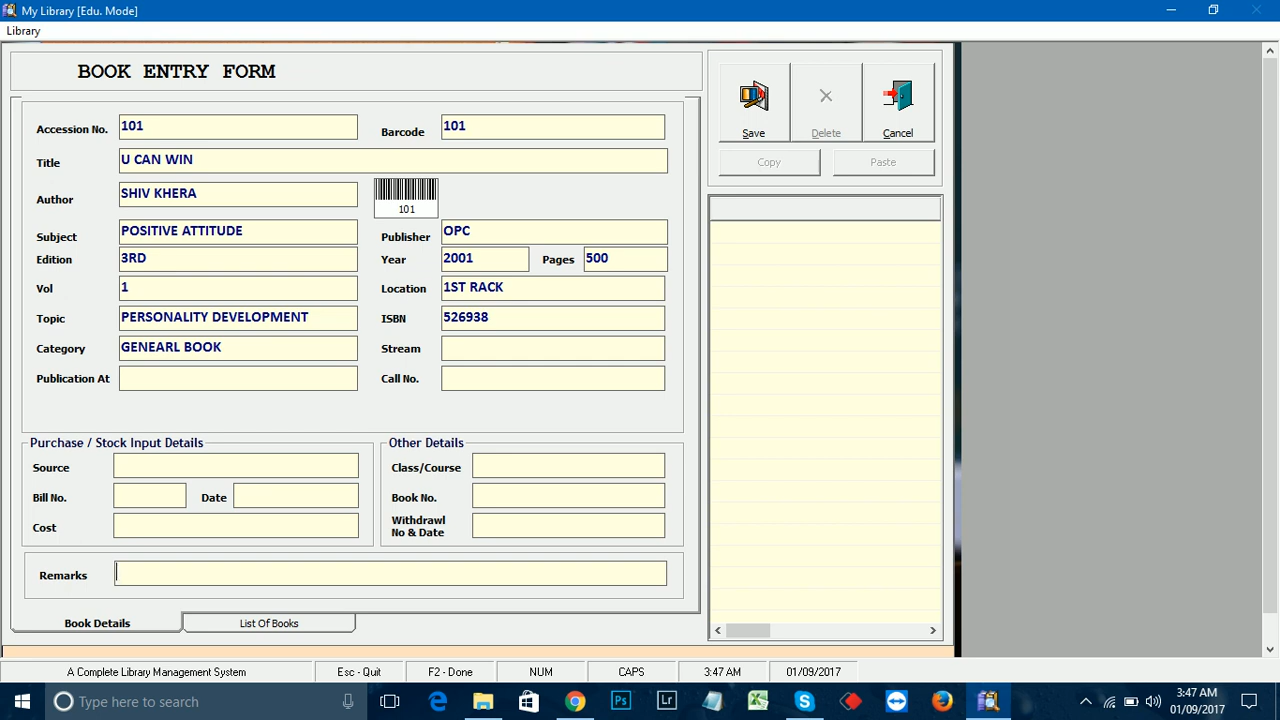 My Library [Edu. Mode]
Library
BOOK ENTRY FORM
Accession No. 101 Barcode 101
Title U CAN WIN
Author SHIV KHERA
101
Subject POSITIVE ATTITUDE Publisher OPC
Edition 3RD Year 2001 Pages 500
Vol 1 Location 1ST RACK
Topic PERSONALITY DEVELOPMENT ISBN 526938
Category GENEARL BOOK Stream
Publication At Call No.
Purchase / Stock Input Details
Source
Bill No. Date
Cost
Other Details
Class/Course
Book No.
Withdrawl
No & Date
Remarks
Book Details List Of Books
Save Delete Cancel
Copy Paste
A Complete Library Management System Esc - Quit F2 - Done NUM CAPS 3:47 AM 01/09/2017
Type here to search
Ps
Lr
3:47 AM
01/09/2017